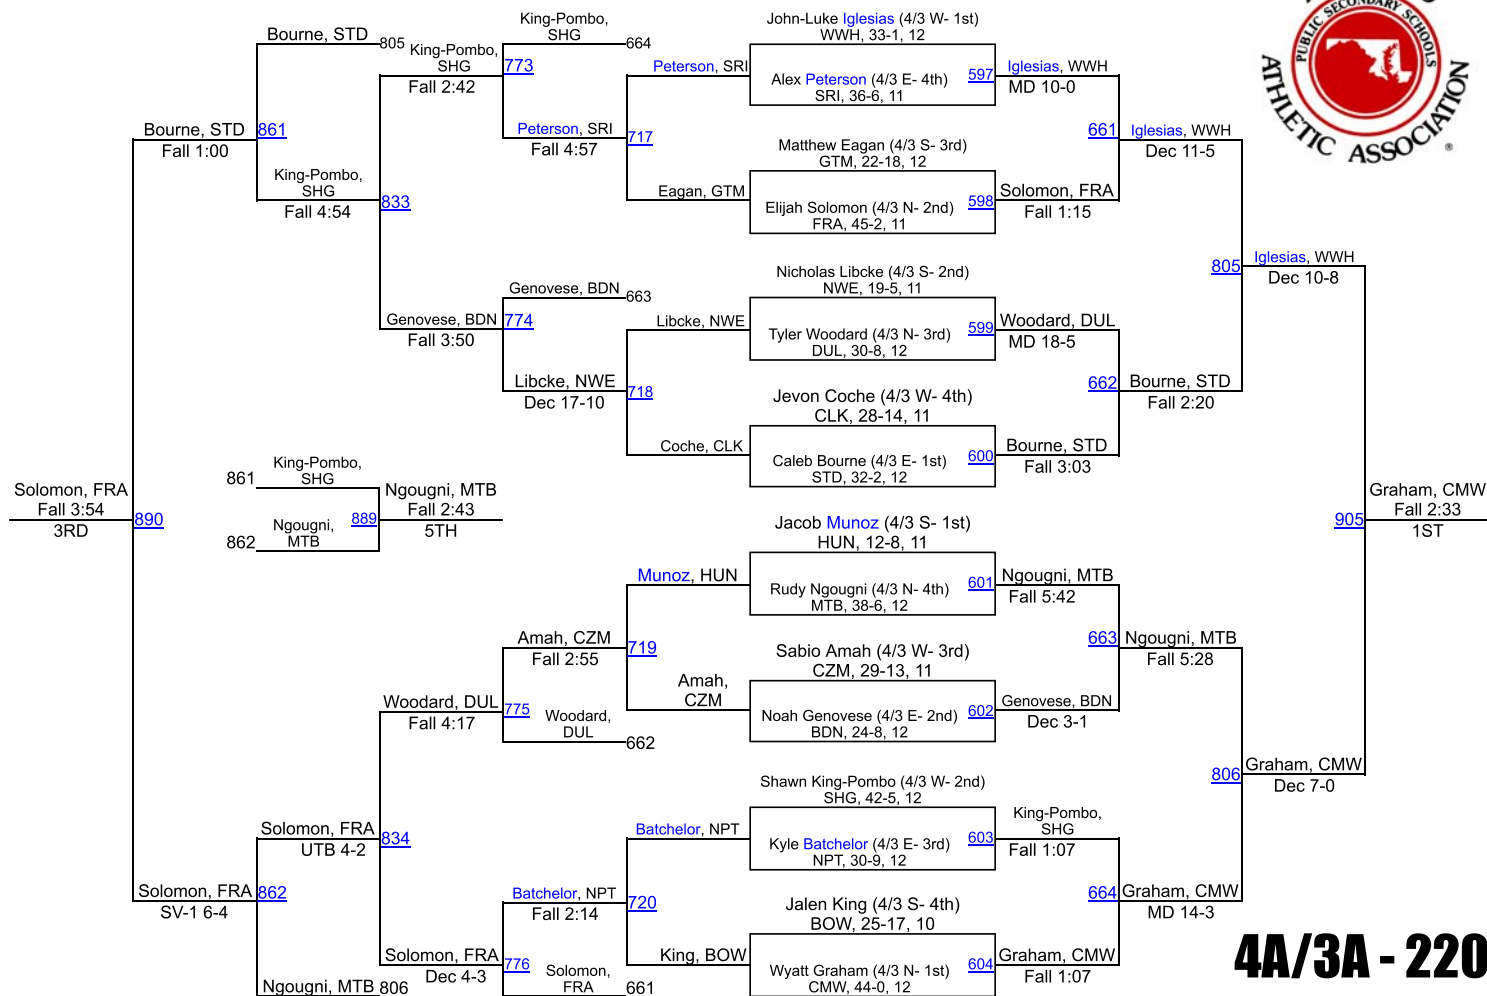 PUBLIC SECONDARY SCHOOLS
ATHLETIC ASSOCIATION
®
Bourne, STD
805
King-Pombo,
SHG
Fall 2:42
773
King-Pombo,
SHG
664
Peterson, SRI
John-Luke Iglesias (4/3 W- 1st)
WWH, 33-1, 12
Alex Peterson (4/3 E- 4th)
SRI, 36-6, 11
597
Iglesias, WWH
MD 10-0
Bourne, STD
Fall 1:00
861
Peterson, SRI
Fall 4:57
717
661
Iglesias, WWH
Dec 11-5
King-Pombo,
SHG
Fall 4:54
833
Eagan, GTM
Matthew Eagan (4/3 S- 3rd)
GTM, 22-18, 12
Elijah Solomon (4/3 N- 2nd)
FRA, 45-2, 11
598
Solomon, FRA
Fall 1:15
805
Iglesias, WWH
Dec 10-8
Genovese, BDN
663
Genovese, BDN
Fall 3:50
774
Libcke, NWE
Nicholas Libcke (4/3 S- 2nd)
NWE, 19-5, 11
Tyler Woodard (4/3 N- 3rd)
DUL, 30-8, 12
599
Woodard, DUL
MD 18-5
Libcke, NWE
Dec 17-10
718
662
Bourne, STD
Fall 2:20
Coche, CLK
Jevon Coche (4/3 W- 4th)
CLK, 28-14, 11
Caleb Bourne (4/3 E- 1st)
STD, 32-2, 12
600
Bourne, STD
Fall 3:03
Solomon, FRA
Fall 3:54
3RD
890
861
King-Pombo,
SHG
862
Ngougni,
MTB
889
Ngougni, MTB
Fall 2:43
5TH
905
Graham, CMW
Fall 2:33
1ST
Munoz, HUN
Jacob Munoz (4/3 S- 1st)
HUN, 12-8, 11
Rudy Ngougni (4/3 N- 4th)
MTB, 38-6, 12
601
Ngougni, MTB
Fall 5:42
Amah, CZM
Fall 2:55
719
663
Ngougni, MTB
Fall 5:28
Amah,
CZM
Sabio Amah (4/3 W- 3rd)
CZM, 29-13, 11
Noah Genovese (4/3 E- 2nd)
BDN, 24-8, 12
602
Genovese, BDN
Dec 3-1
Woodard, DUL
Fall 4:17
775
Woodard,
DUL
662
806
Graham, CMW
Dec 7-0
Solomon, FRA
UTB 4-2
834
Batchelor, NPT
Shawn King-Pombo (4/3 W- 2nd)
SHG, 42-5, 12
Kyle Batchelor (4/3 E- 3rd)
NPT, 30-9, 12
603
King-Pombo,
SHG
Fall 1:07
Solomon, FRA
SV-1 6-4
862
Batchelor, NPT
Fall 2:14
720
664
Graham, CMW
MD 14-3
King, BOW
Jalen King (4/3 S- 4th)
BOW, 25-17, 10
Wyatt Graham (4/3 N- 1st)
CMW, 44-0, 12
604
Graham, CMW
Fall 1:07
Solomon, FRA
Dec 4-3
776
Solomon,
FRA
661
Ngougni, MTB
806
4A/3A - 220